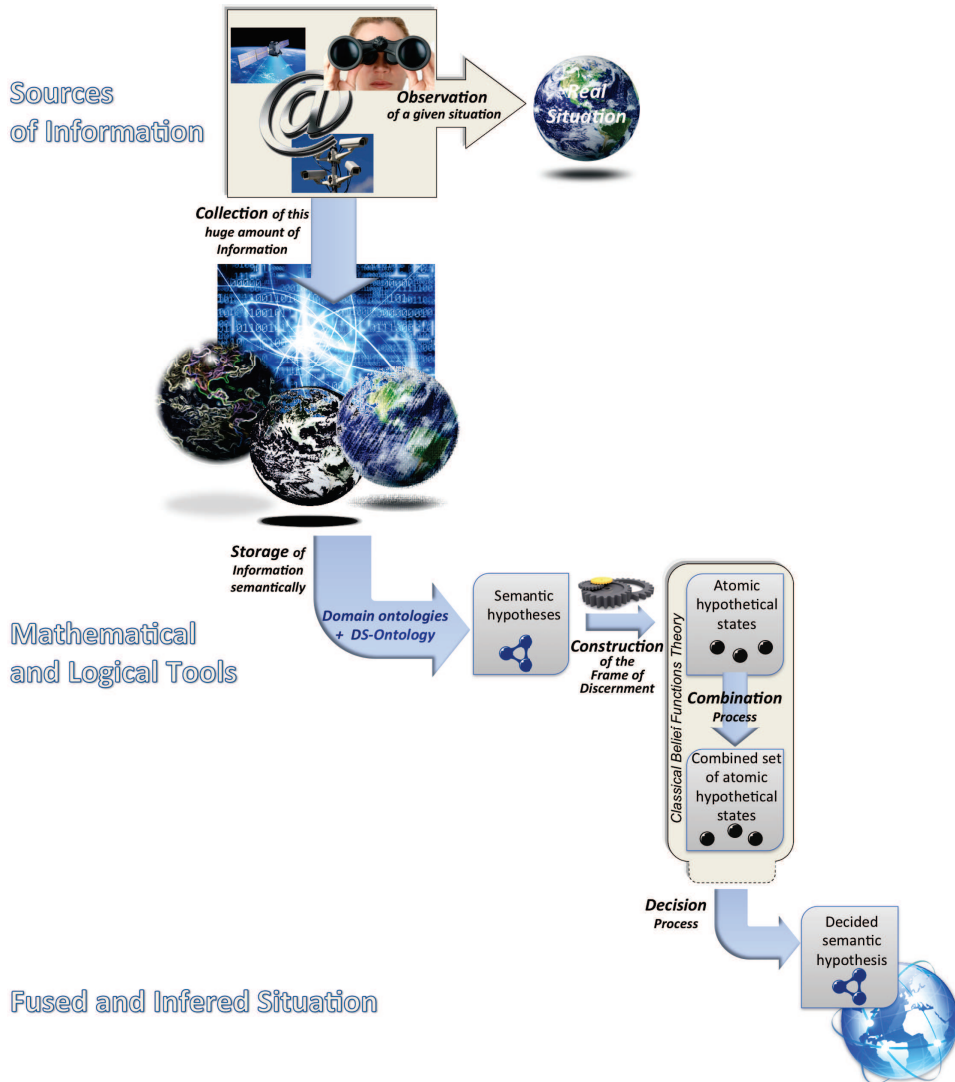 Sources
of Information
Observation
of a given situation
Real
Situation
Collection of this
huge amount of
Information
Storage of
Information
semantically
Domain ontologies
+ DS-Ontology
Semantic
hypotheses
Construction
of the
Frame of
Discernment
Classical Belief Functions Theory
Atomic
hypothetical
states
Combination
Process
Combined set
of atomic
hypothetical
states
Mathematical
and Logical Tools
Decision
Process
Decided
semantic
hypothesis
Fused and Infered Situation